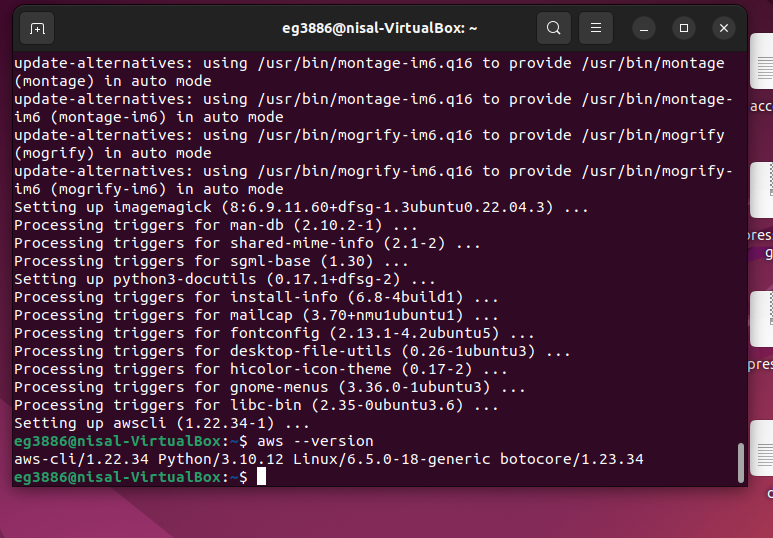 eg3886@nisal-VirtualBox: ~
update-alternatives: using /usr/bin/montage-im6.q16 to provide /usr/bin/montage
(montage) in auto mode
update-alternatives: using /usr/bin/montage-im6.q16 to provide /usr/bin/montage-
im6 (montage-im6) in auto mode
update-alternatives: using /usr/bin/mogrify-im6.q16 to provide /usr/bin/mogrify
(mogrify) in auto mode
update-alternatives: using /usr/bin/mogrify-im6.q16 to provide /usr/bin/mogrify-
im6 (mogrify-im6) in auto mode
Setting up imagemagick (8:6.9.11.60+dfsg-1.3ubuntu0.22.04.3) ...
Processing triggers for man-db (2.10.2-1) ...
Processing triggers for shared-mime-info (2.1-2) ...
Processing triggers for sgml-base (1.30) ...
Setting up python3-docutils (0.17.1+dfsg-2) ...
Processing triggers for install-info (6.8-4build1) ...
Processing triggers for mailcap (3.70+nmu1ubuntu1) ...
Processing triggers for fontconfig (2.13.1-4.2ubuntu5) ...
Processing triggers for desktop-file-utils (0.26-1ubuntu3) ...
Processing triggers for hicolor-icon-theme (0.17-2) ...
Processing triggers for gnome-menus (3.36.0-1ubuntu3) ...
Processing triggers for libc-bin (2.35-0ubuntu3.6) ...
Setting up awscli (1.22.34-1) ...
eg3886@nisal-VirtualBox:~$ aws --version
aws-cli/1.22.34 Python/3.10.12 Linux/6.5.0-18-generic botocore/1.23.34
eg3886@nisal-VirtualBox:~$
acc
pres
g
pres